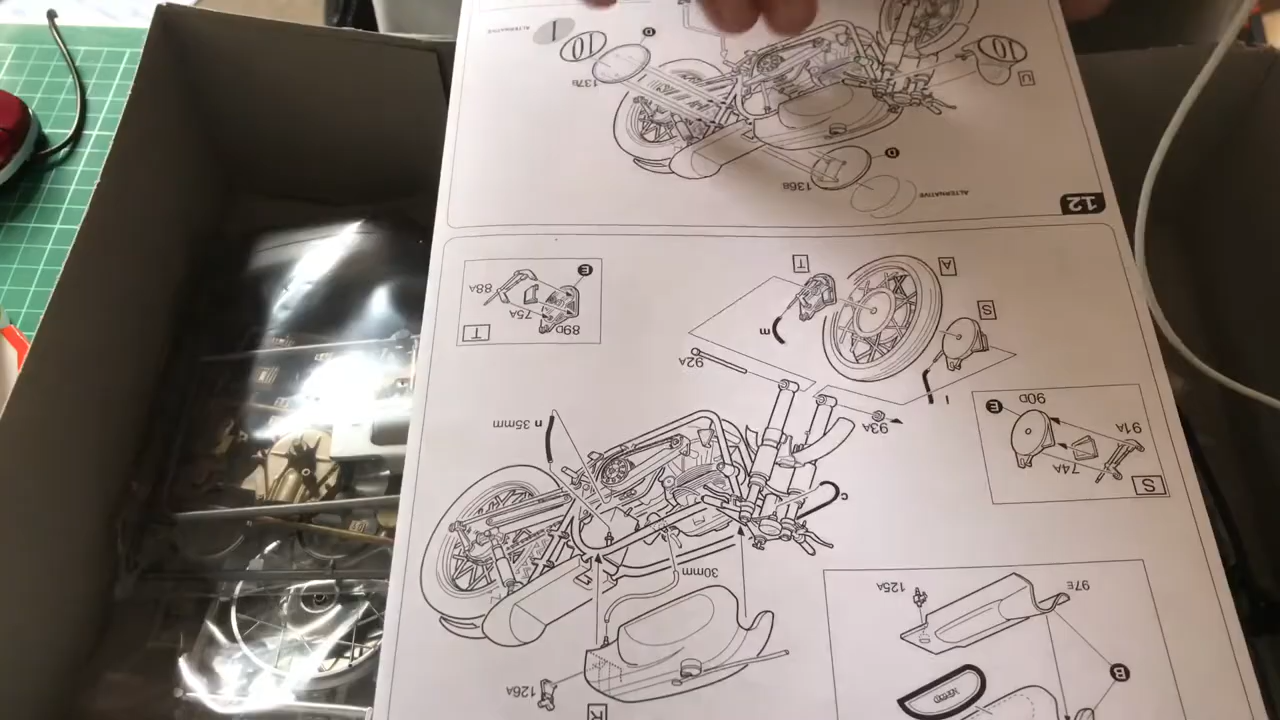 B
126A
97E
125A
30mm
c
S
91A
74A
90D
E
n 35mm
93A
l
92A
m
S
A
T
T
88A
75A
89D
E
12
ALTERNATIVE
136B
137B
10
10
1
ALTERNATIVE